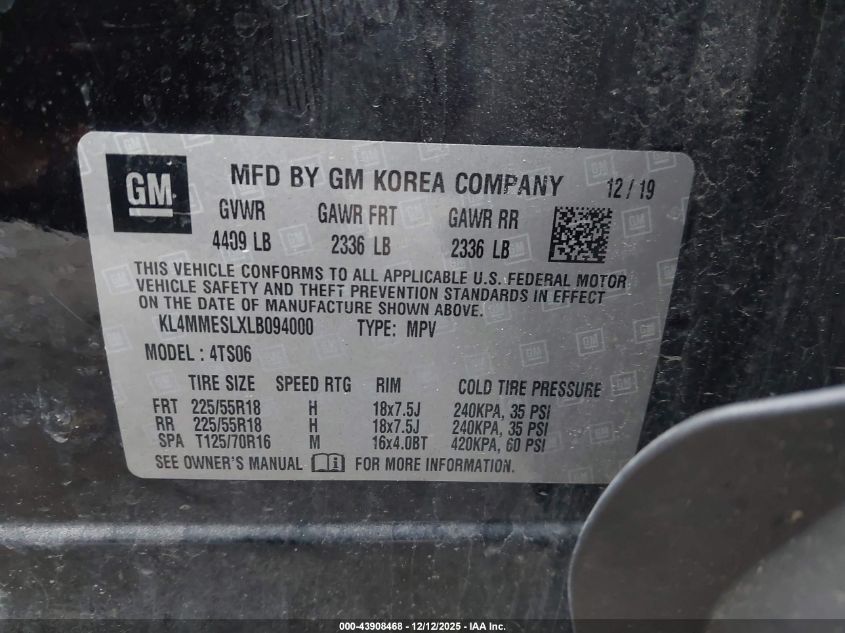 GM
MFD BY GM KOREA COMPANY 12 / 19
GVWR GAWR FRT GAWR RR
4409 LB 2336 LB 2336 LB
THIS VEHICLE CONFORMS TO ALL APPLICABLE U.S. FEDERAL MOTOR
VEHICLE SAFETY AND THEFT PREVENTION STANDARDS IN EFFECT
ON THE DATE OF MANUFACTURE SHOWN ABOVE.
KL4MMESLXLB094000 TYPE: MPV
MODEL : 4TS06
TIRE SIZE SPEED RTG RIM COLD TIRE PRESSURE
FRT 225/55R18 H 18x7.5J 240KPA, 35 PSI
RR 225/55R18 H 18x7.5J 240KPA, 35 PSI
SPA T125/70R16 M 16x4.0BT 420KPA, 60 PSI
SEE OWNER'S MANUAL FOR MORE INFORMATION.
000-43908468 - 12/12/2025 - IAA Inc.